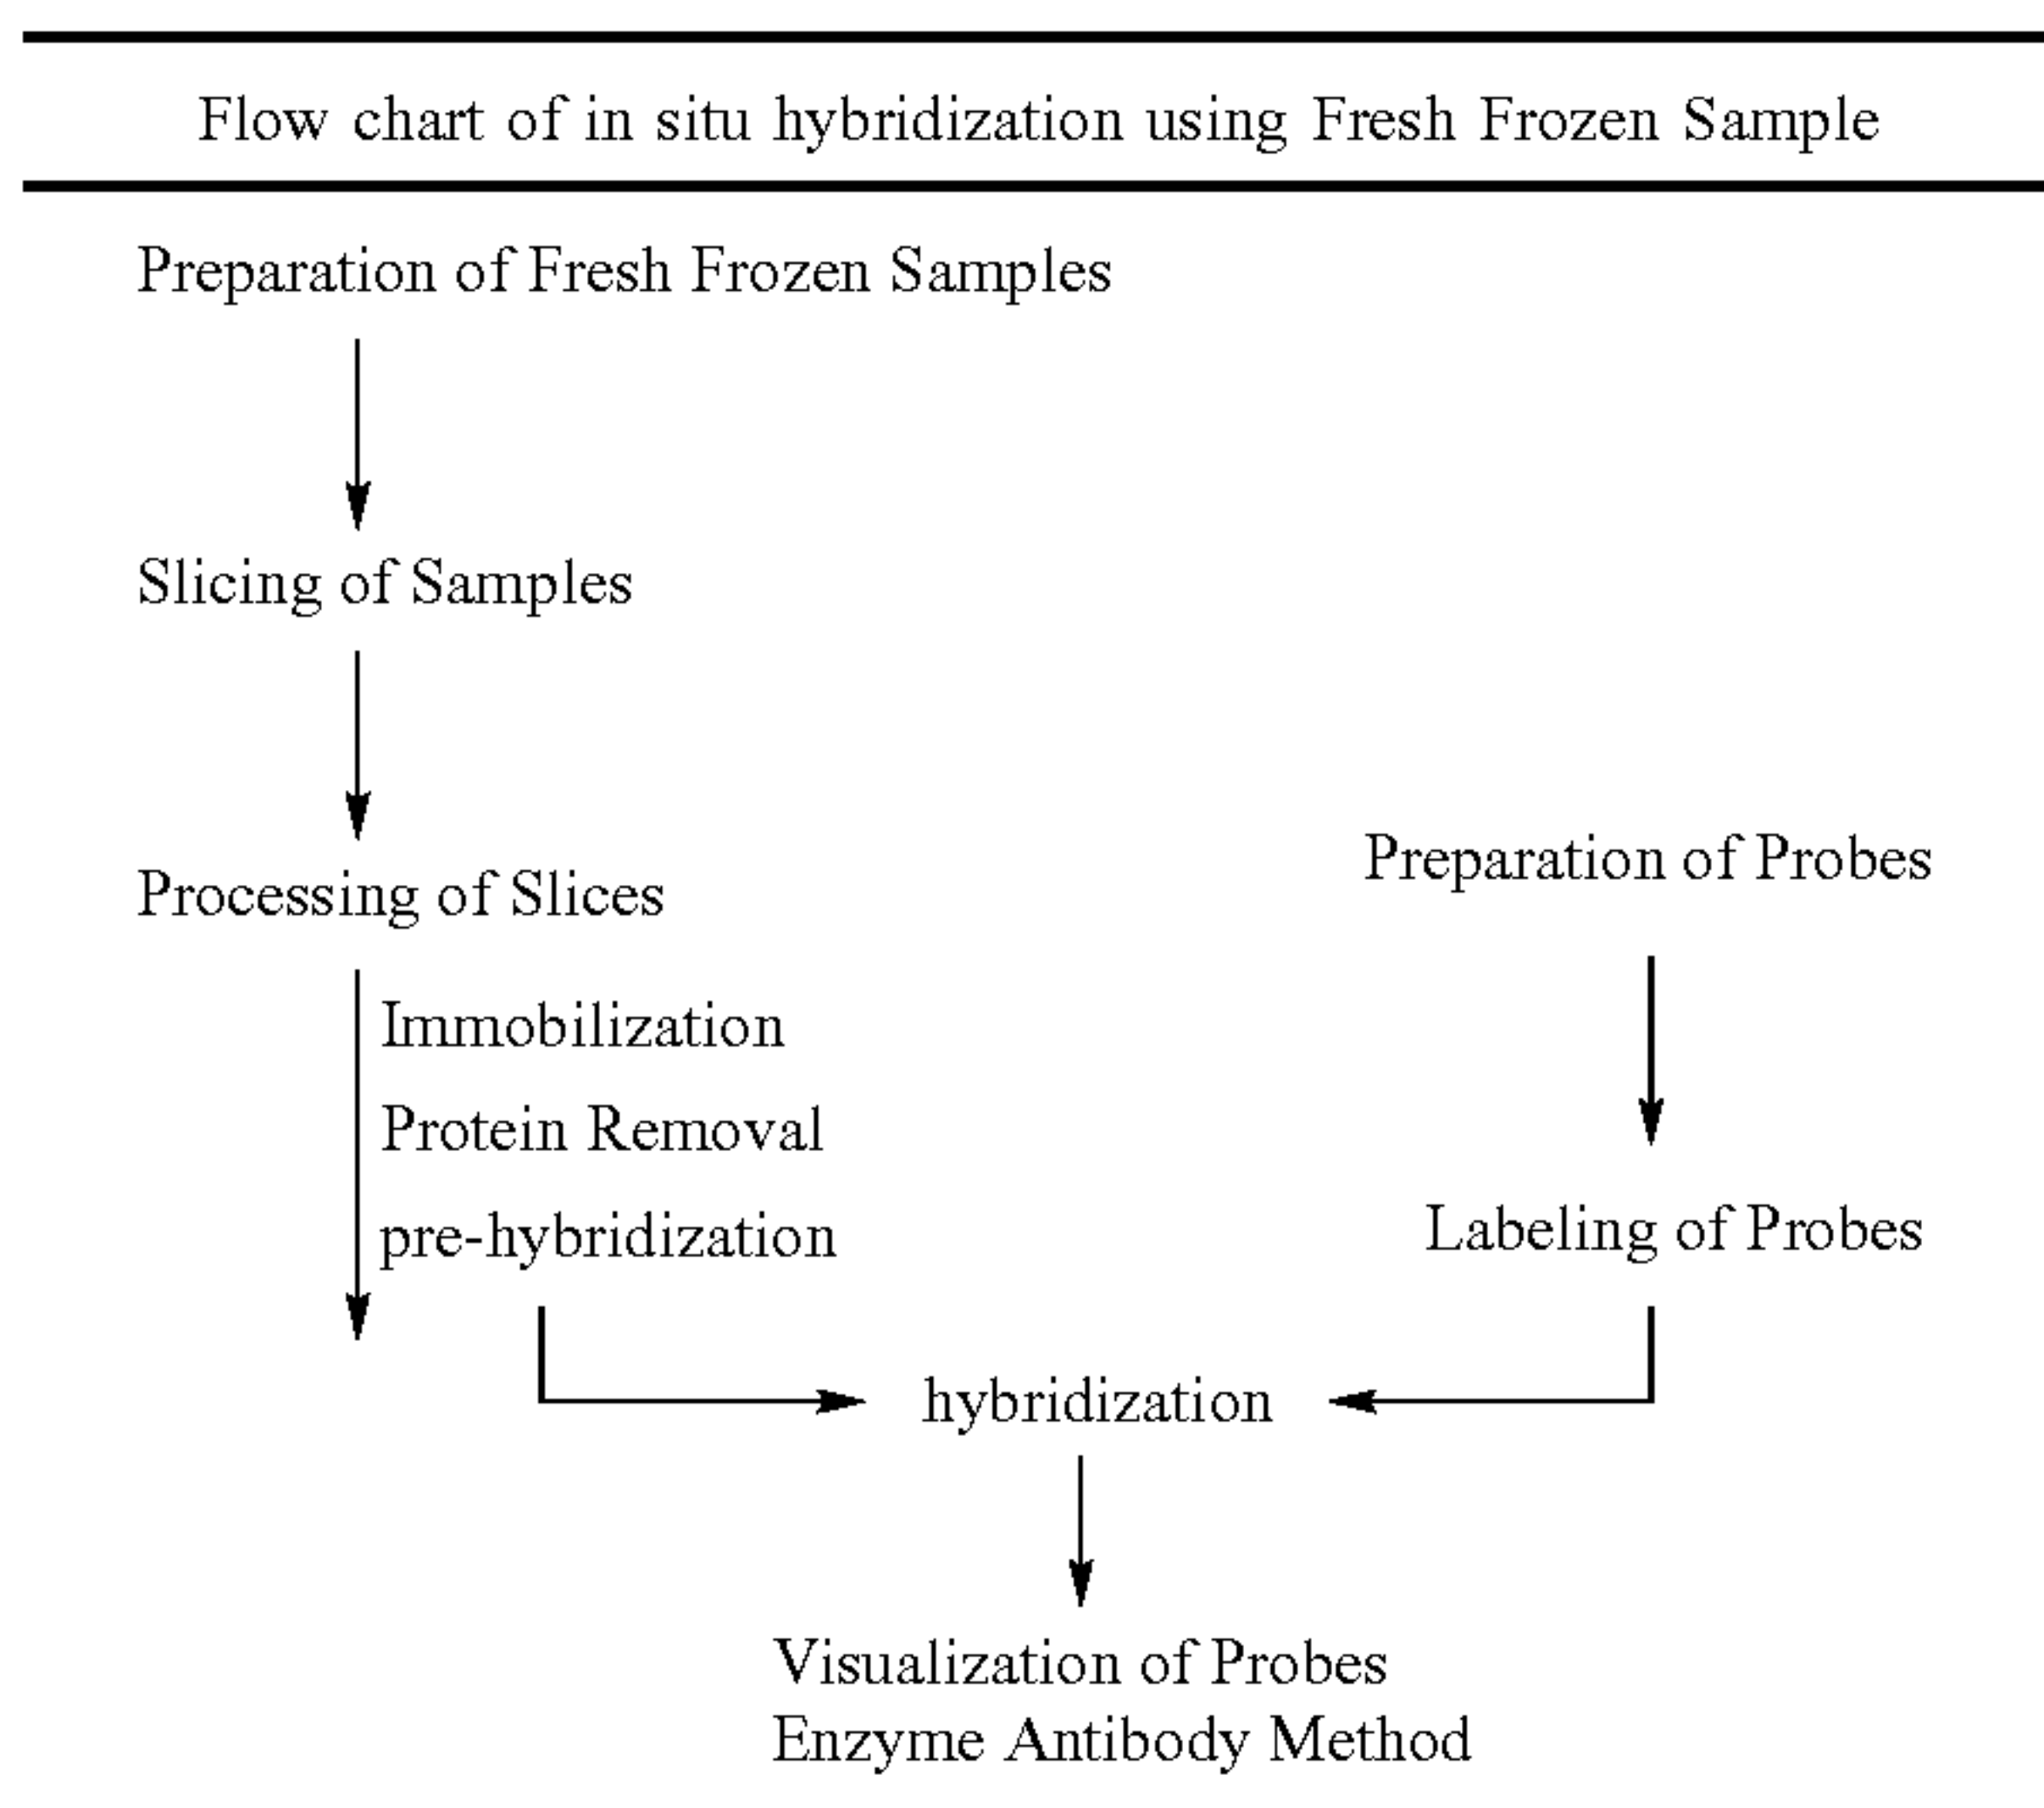 Flow chart of in situ hybridization using Fresh Frozen Sample
Preparation of Fresh Frozen Samples
Slicing of Samples
Processing of Slices
Immobilization
Protein Removal
pre-hybridization
Preparation of Probes
Labeling of Probes
hybridization
Visualization of Probes
Enzyme Antibody Method